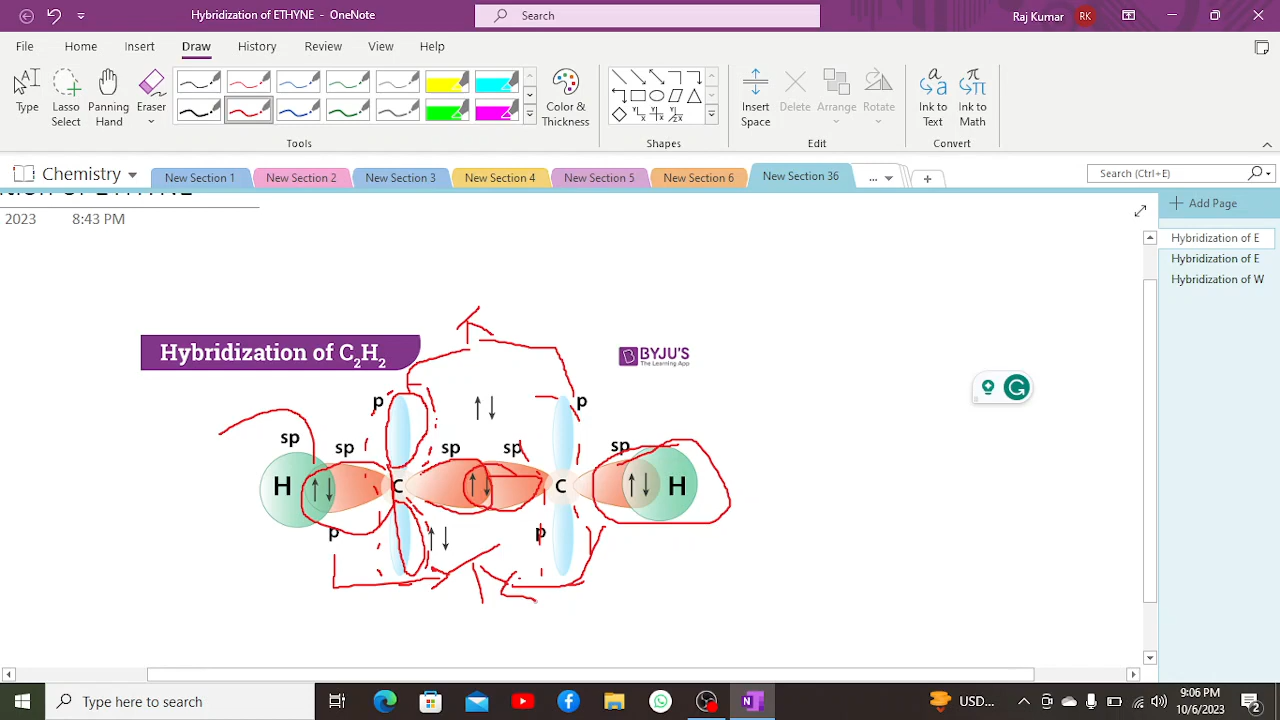 Hybridization of ETHYNE - OneNote
Search
Raj Kumar
RK
File
Home
Insert
Draw
History
Review
View
Help
Type
Lasso Select
Panning Hand
Eraser
Color & Thickness
Insert Space
Delete
Arrange
Rotate
Ink to Text
Ink to Math
Tools
Shapes
Edit
Convert
Chemistry
New Section 1
New Section 2
New Section 3
New Section 4
New Section 5
New Section 6
New Section 36
...
Search (Ctrl+E)
2023 8:43 PM
Add Page
Hybridization of E
Hybridization of E
Hybridization of W
Hybridization of C₂H₂
BYJU'S
The Learning App
p p
sp sp sp sp sp
H C C H
p p
Type here to search
USD...
9:06 PM
10/6/2023
2